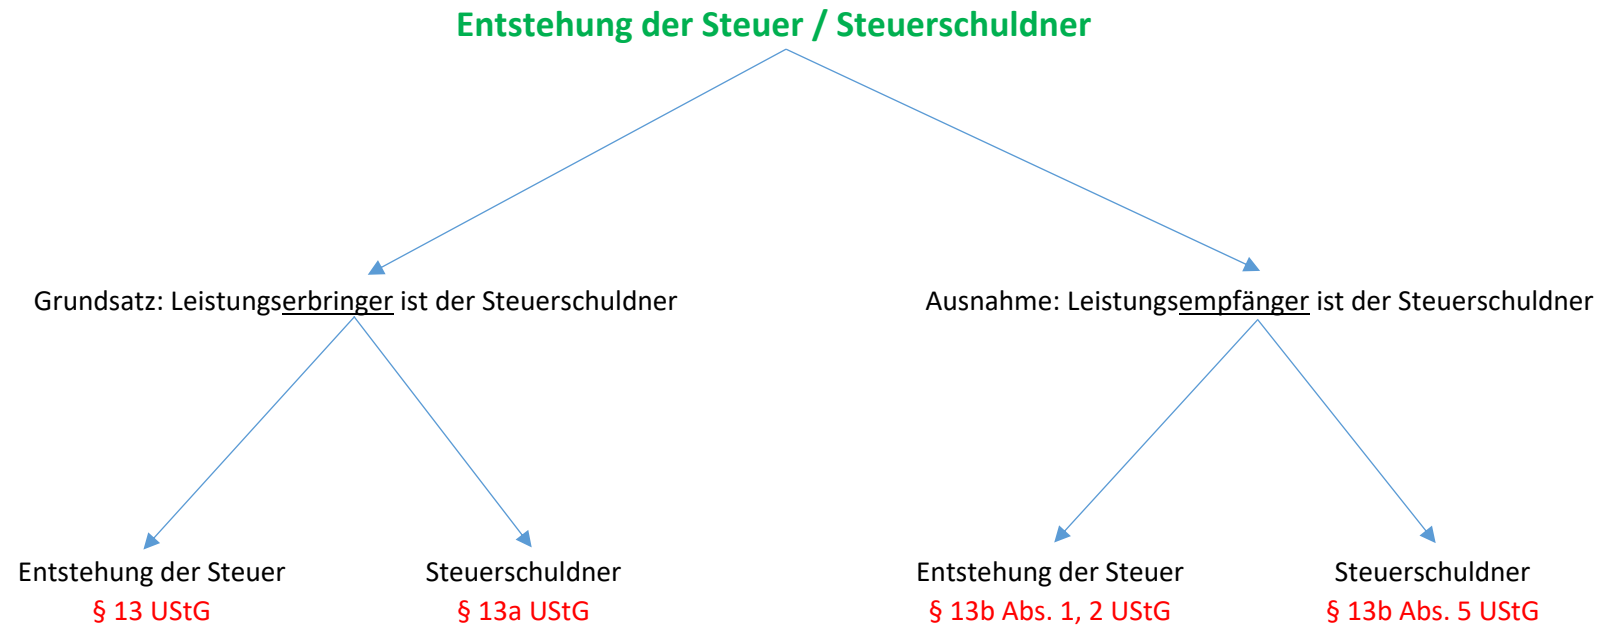 Entstehung der Steuer / Steuerschuldner
Grundsatz: Leistungserbringer ist der Steuerschuldner
Ausnahme: Leistungsempfänger ist der Steuerschuldner
Entstehung der Steuer
§ 13 UStG
Steuerschuldner
§ 13a UStG
Entstehung der Steuer
§ 13b Abs. 1, 2 UStG
Steuerschuldner
§ 13b Abs. 5 UStG